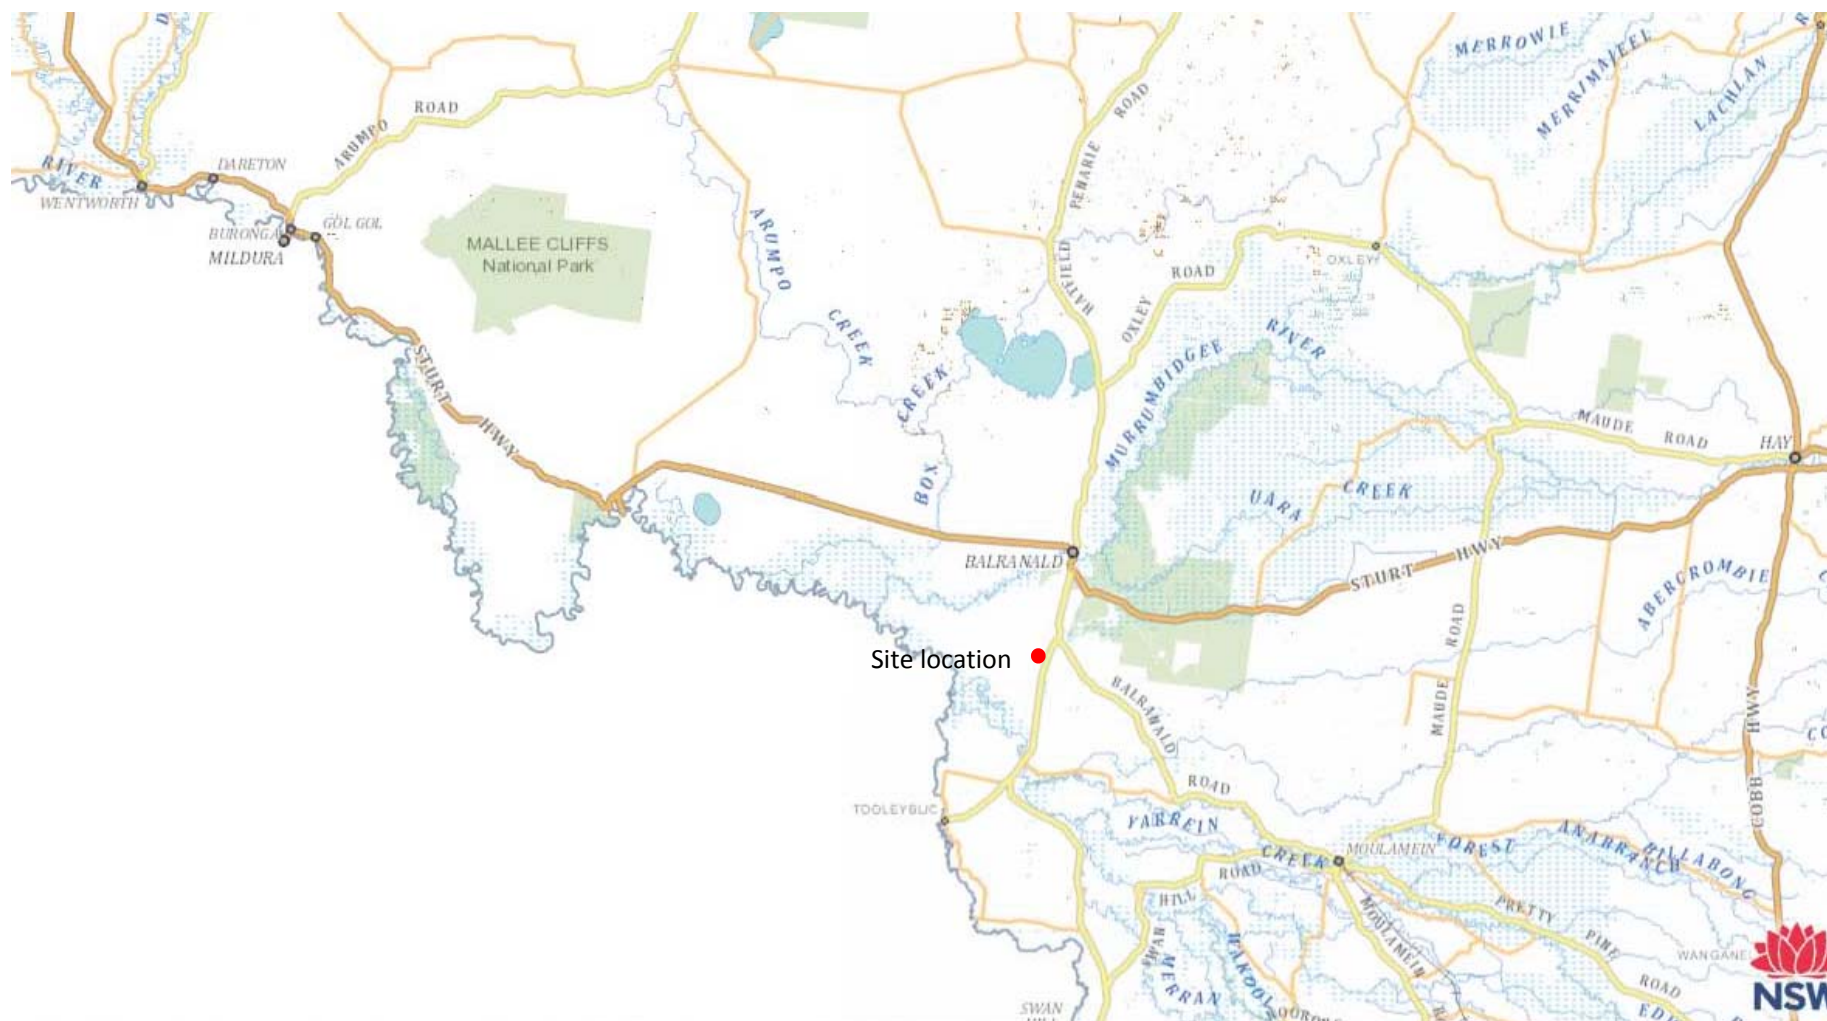 MERROWIE
MERRIMAJEEL
LACHLAN
ROAD
ARUMPO
ROAD
RIVER
DARETON
WENTWORTH
BURONGA
GOL GOL
MILDURA
MALLEE CLIFFS
National Park
ARUMPO
CREEK
PENARIE
HATFIELD
ROAD
OXLEY
OXLEY
RIVER
MURRUMBIDGEE
CREEK
BOX
STURT
HWY
MAUDE
ROAD
HAY
UARA
CREEK
BALRANALD
STURT
HWY
ABERCROMBIE
ROAD
MAUDE
Site location
BALRANALD
ROAD
HWY
COBB
TOOLEYBUC
YARREIN
CREEK
MOULAMEIN
FOREST
ANABRANCH
BILLABONG
ROAD
HILL
SWAN
MERRAN
WAKOOL
MOULAMEIN
PRETTY
PINE
ROAD
WANGANE
SWAN
NSW